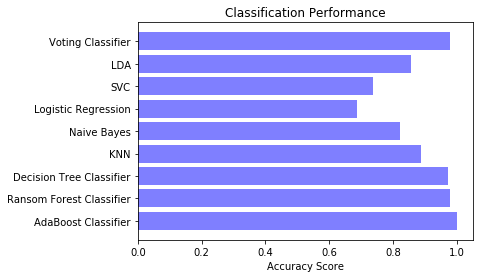 Classification Performance
Voting Classifier
LDA
SVC
Logistic Regression
Naive Bayes
KNN
Decision Tree Classifier
Ransom Forest Classifier
AdaBoost Classifier
0.0 0.2 0.4 0.6 0.8 1.0
Accuracy Score